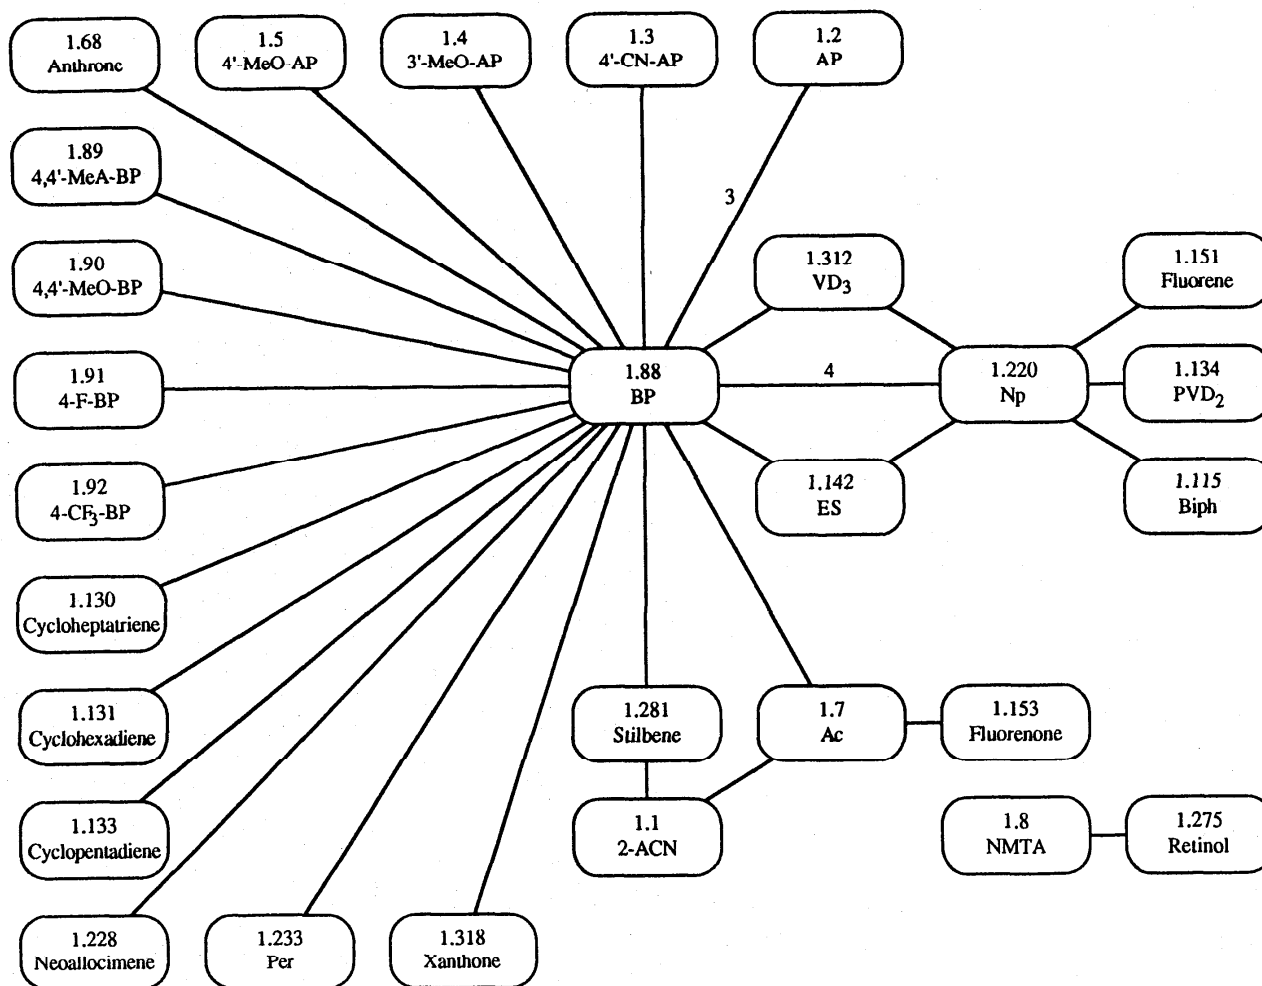 1.68
Anthrone
1.5
4'-MeO-AP
1.4
3'-MeO-AP
1.3
4'-CN-AP
1.2
AP
1.89
4,4'-MeA-BP
3
1.90
4,4'-MeO-BP
1.312
VD3
1.151
Fluorene
1.91
4-F-BP
1.88
BP
4
1.220
Np
1.134
PVD2
1.92
4-CF3-BP
1.142
ES
1.115
Biph
1.130
Cycloheptatriene
1.131
Cyclohexadiene
1.281
Stilbene
1.7
Ac
1.153
Fluorenone
1.133
Cyclopentadiene
1.1
2-ACN
1.8
NMTA
1.275
Retinol
1.228
Neoallocimene
1.233
Per
1.318
Xanthone